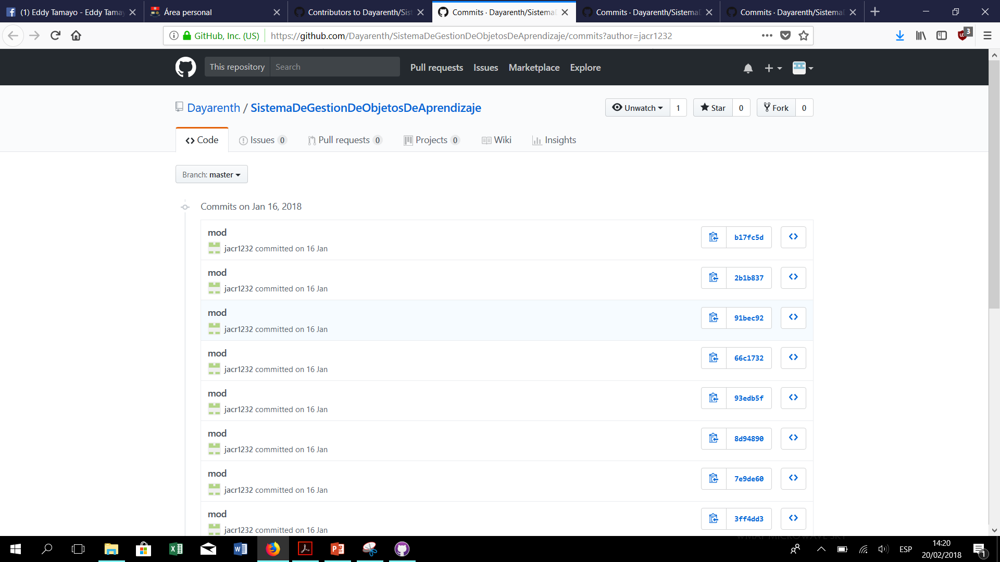 (1) Eddy Tamayo - Eddy Tama
Área personal
Contributors to Dayarenth/Sist
Commits · Dayarenth/SistemaD
Commits · Dayarenth/SistemaD
Commits · Dayarenth/SistemaD
GitHub, Inc. (US)
https://github.com/Dayarenth/SistemaDeGestionDeObjetosDeAprendizaje/commits?author=jacr1232
3
This repository
Search
Pull requests
Issues
Marketplace
Explore
Dayarenth / SistemaDeGestionDeObjetosDeAprendizaje
Unwatch 1
Star 0
Fork 0
Code
Issues 0
Pull requests 0
Projects 0
Wiki
Insights
Branch: master
Commits on Jan 16, 2018
mod
jacr1232 committed on 16 Jan
b17fc5d
mod
jacr1232 committed on 16 Jan
2b1b837
mod
jacr1232 committed on 16 Jan
91bec92
mod
jacr1232 committed on 16 Jan
66c1732
mod
jacr1232 committed on 16 Jan
93edb5f
mod
jacr1232 committed on 16 Jan
8d94890
mod
jacr1232 committed on 16 Jan
7e9de60
mod
jacr1232 committed on 16 Jan
3ff4dd3
ESP
14:20
20/02/2018
1